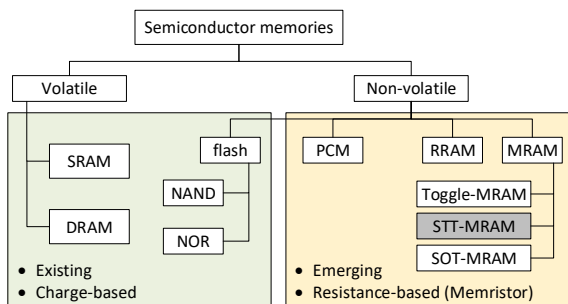 Semiconductor memories
Volatile
Non-volatile
SRAM
flash
PCM
RRAM
MRAM
NAND
Toggle-MRAM
DRAM
STT-MRAM
NOR
SOT-MRAM
• Existing
• Charge-based
• Emerging
• Resistance-based (Memristor)